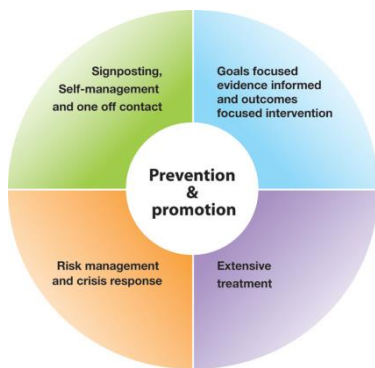 Signposting,
Self-management
and one off contact
Goals focused
evidence informed
and outcomes
focused intervention
Prevention
&
promotion
Risk management
and crisis response
Extensive
treatment